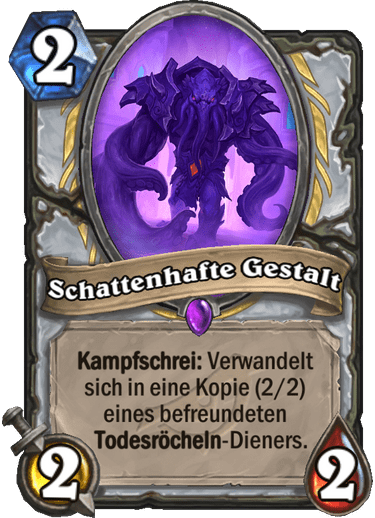 2
Schattenhafte Gestalt
Kampfschrei: Verwandelt
sich in eine Kopie (2/2)
eines befreundeten
Todesröcheln-Dieners.
2
2